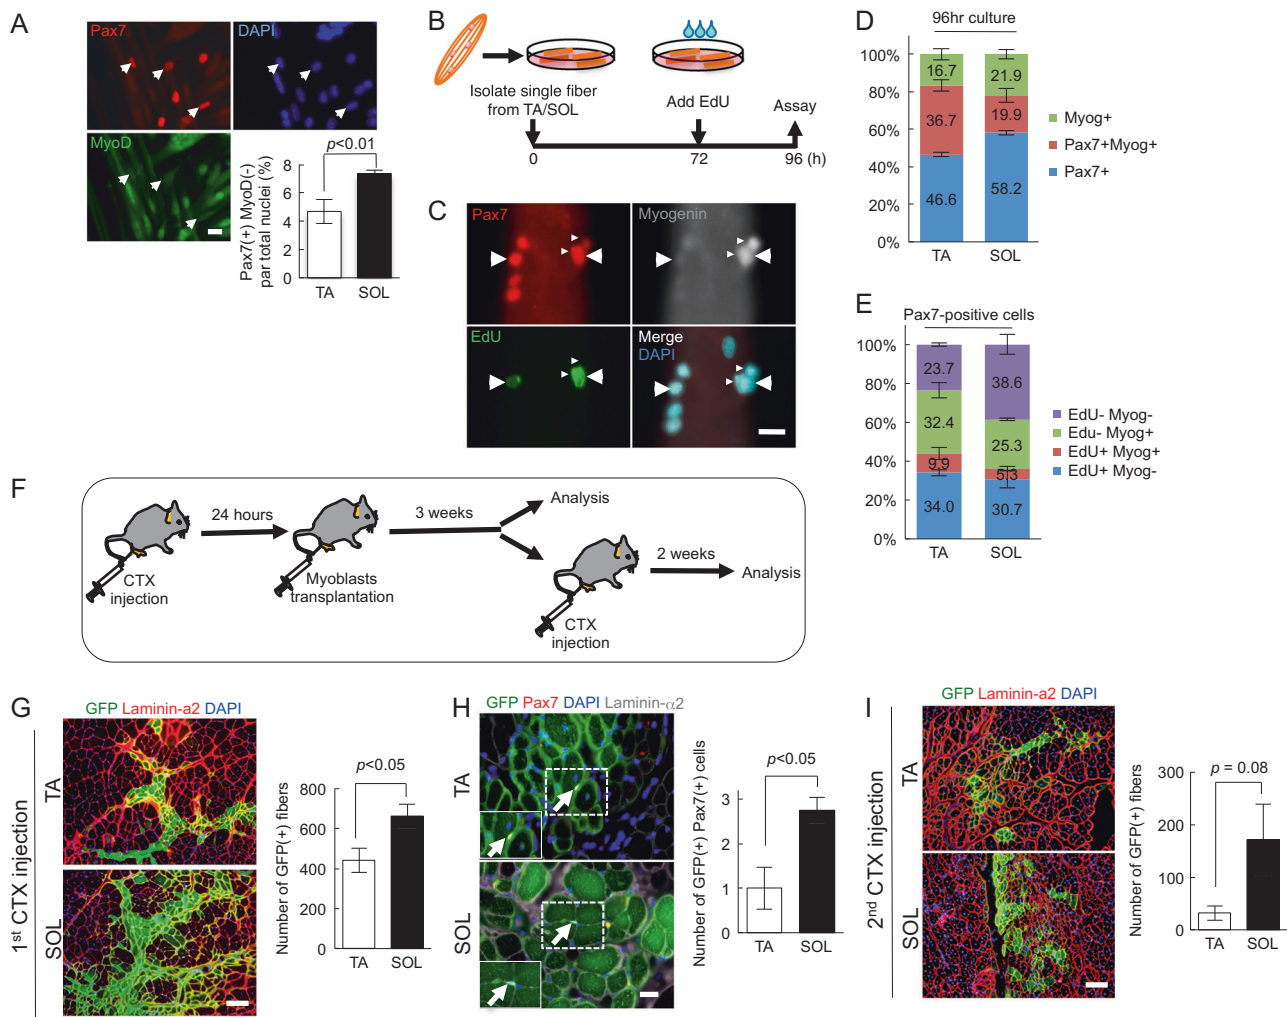 A
Pax7
DAPI
MyoD
p<0.01
Pax7(+) MyoD(-)
par total nuclei (%)
8
6
4
2
0
TA
SOL
B
Isolate single fiber
from TA/SOL
Add EdU
Assay
0
72
96 (h)
C
Pax7
Myogenin
EdU
Merge
DAPI
D
96hr culture
100%
80%
60%
40%
20%
0%
16.7
36.7
46.6
21.9
19.9
58.2
TA
SOL
Myog+
Pax7+Myog+
Pax7+
E
Pax7-positive cells
100%
80%
60%
40%
20%
0%
23.7
32.4
9.9
34.0
38.6
25.3
5.3
30.7
TA
SOL
EdU- Myog-
Edu- Myog+
EdU+ Myog+
EdU+ Myog-
F
CTX
injection
24 hours
Myoblasts
transplantation
3 weeks
Analysis
CTX
injection
2 weeks
Analysis
G
GFP Laminin-a2 DAPI
1st CTX injection
TA
SOL
Number of GFP(+) fibers
800
600
400
200
0
p<0.05
TA
SOL
H
GFP Pax7 DAPI Laminin-α2
TA
SOL
Number of GFP(+) Pax7(+) cells
3
2
1
0
p<0.05
TA
SOL
I
GFP Laminin-a2 DAPI
2nd CTX injection
TA
SOL
Number of GFP(+) fibers
300
200
100
0
p = 0.08
TA
SOL